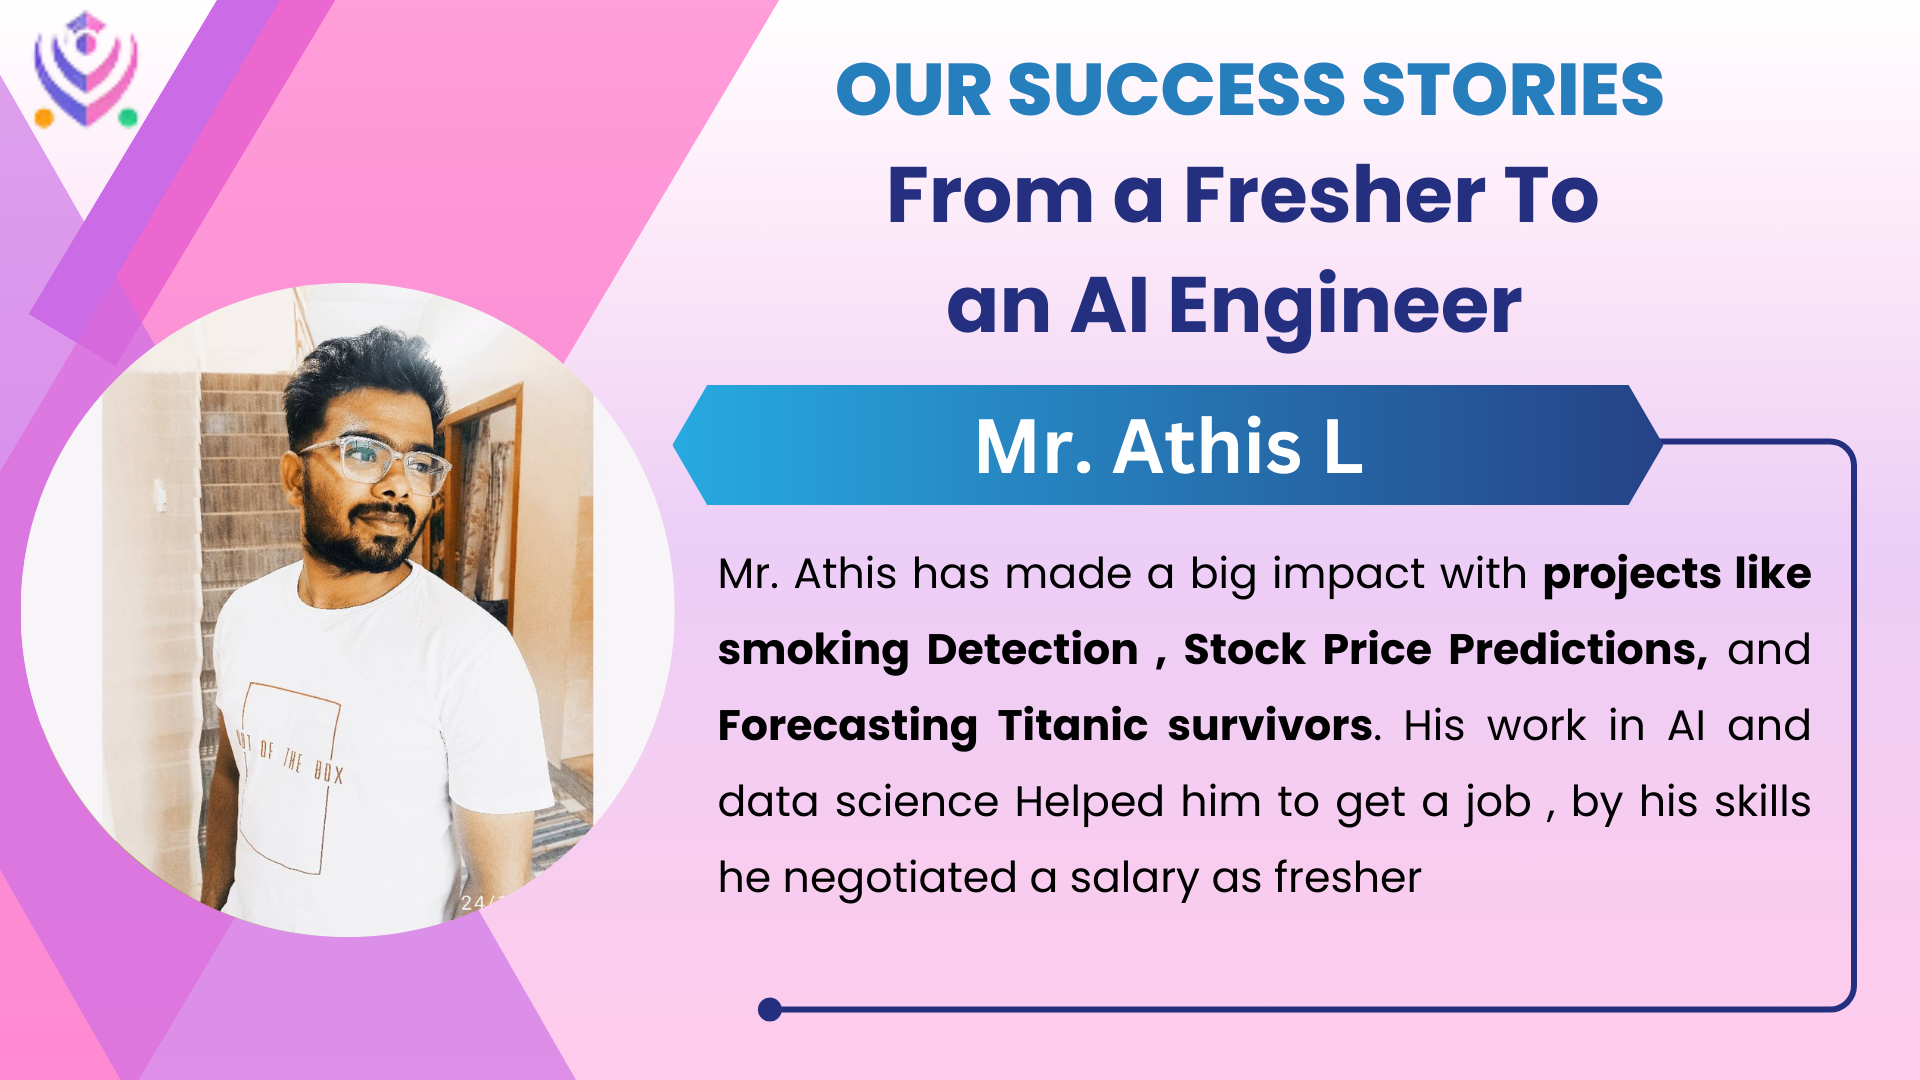 OUR SUCCESS STORIES
From a Fresher To
an AI Engineer
Mr. Athis L
Mr. Athis has made a big impact with projects like
smoking Detection , Stock Price Predictions, and
Forecasting Titanic survivors. His work in AI and
data science Helped him to get a job , by his skills
he negotiated a salary as fresher
OF THE BOX
24/